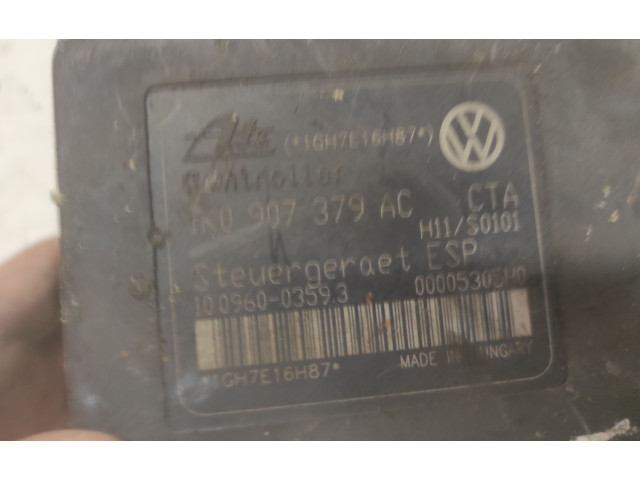 Ate (*1GH7E16H87*) VW
Controller
1K0 907 379 AC CTA
H11/S0101
Steuergeraet ESP
10.0960-0359.3 00005305H0
*1GH7E16H87*
MADE IN HUNGARY